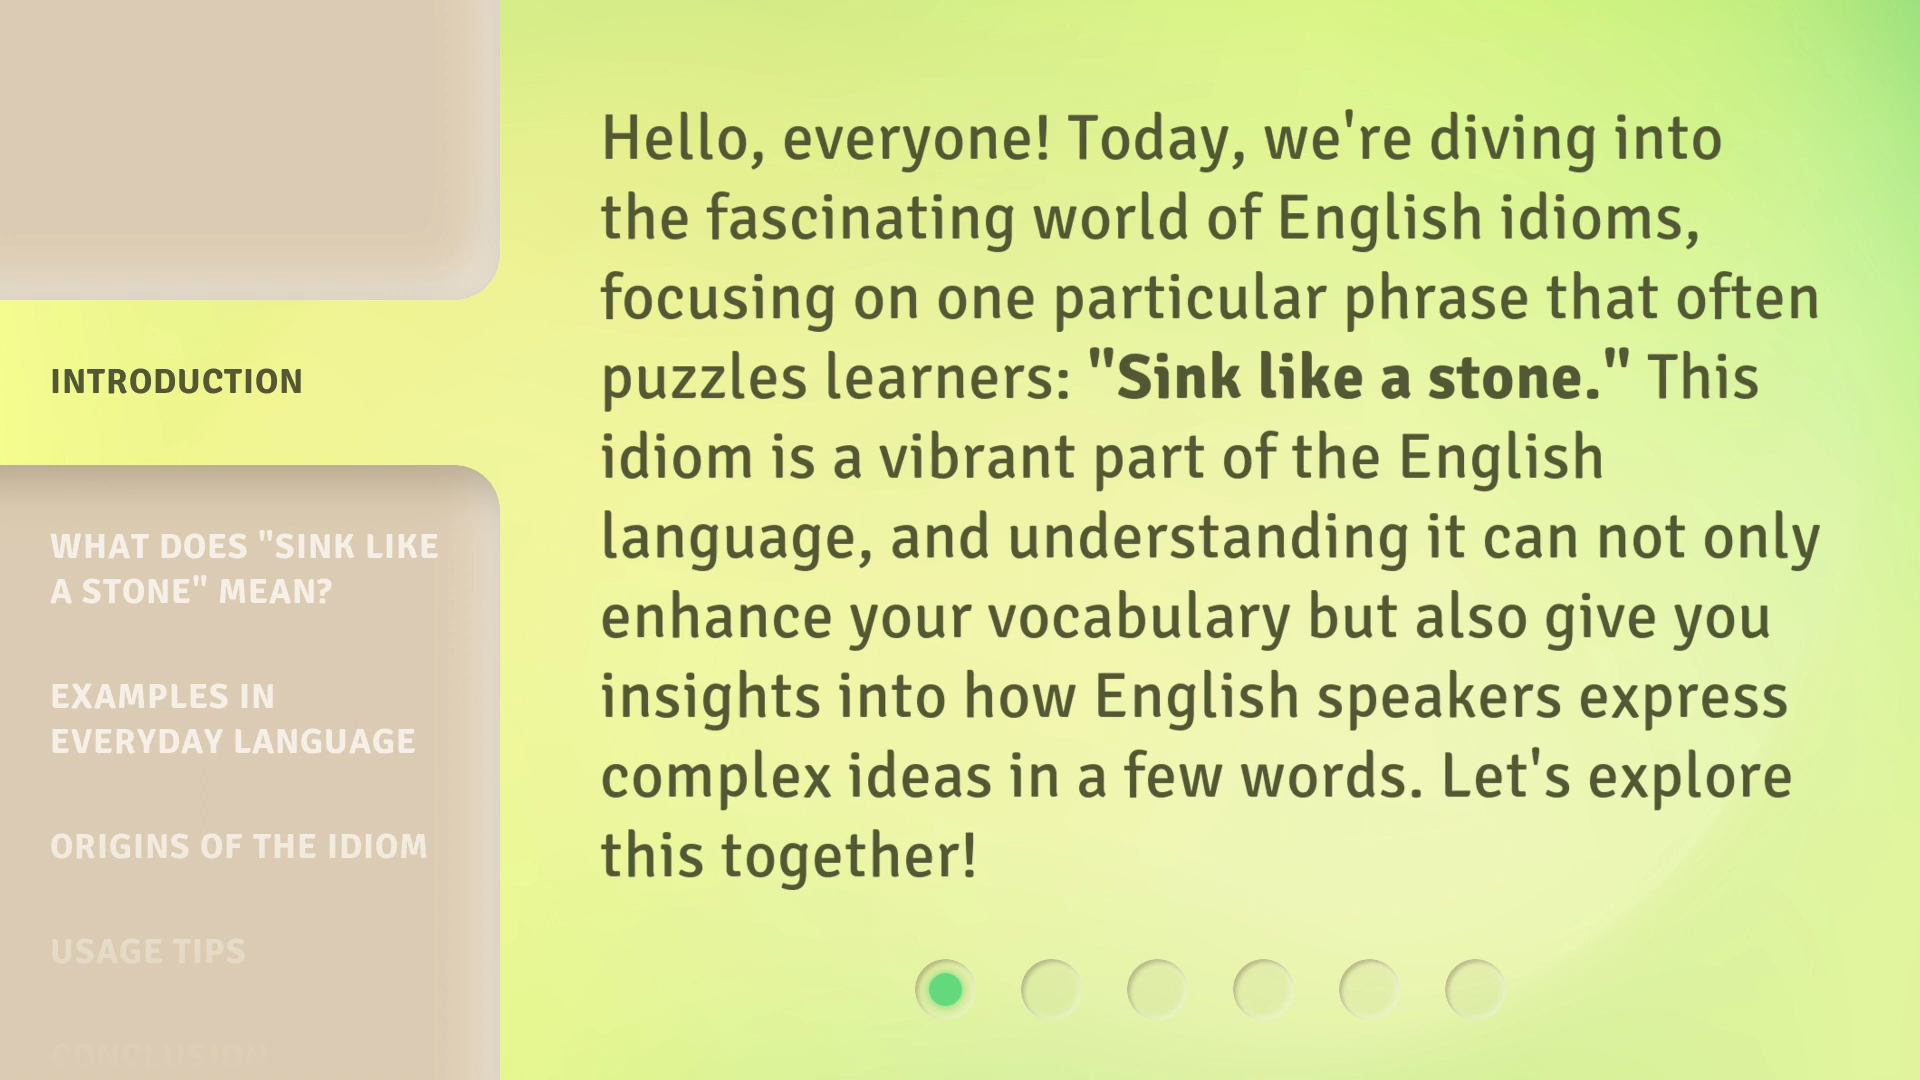 INTRODUCTION
WHAT DOES "SINK LIKE
A STONE" MEAN?
EXAMPLES IN
EVERYDAY LANGUAGE
ORIGINS OF THE IDIOM
USAGE TIPS
CONCLUSION
Hello, everyone! Today, we're diving into
the fascinating world of English idioms,
focusing on one particular phrase that often
puzzles learners: "Sink like a stone." This
idiom is a vibrant part of the English
language, and understanding it can not only
enhance your vocabulary but also give you
insights into how English speakers express
complex ideas in a few words. Let's explore
this together!